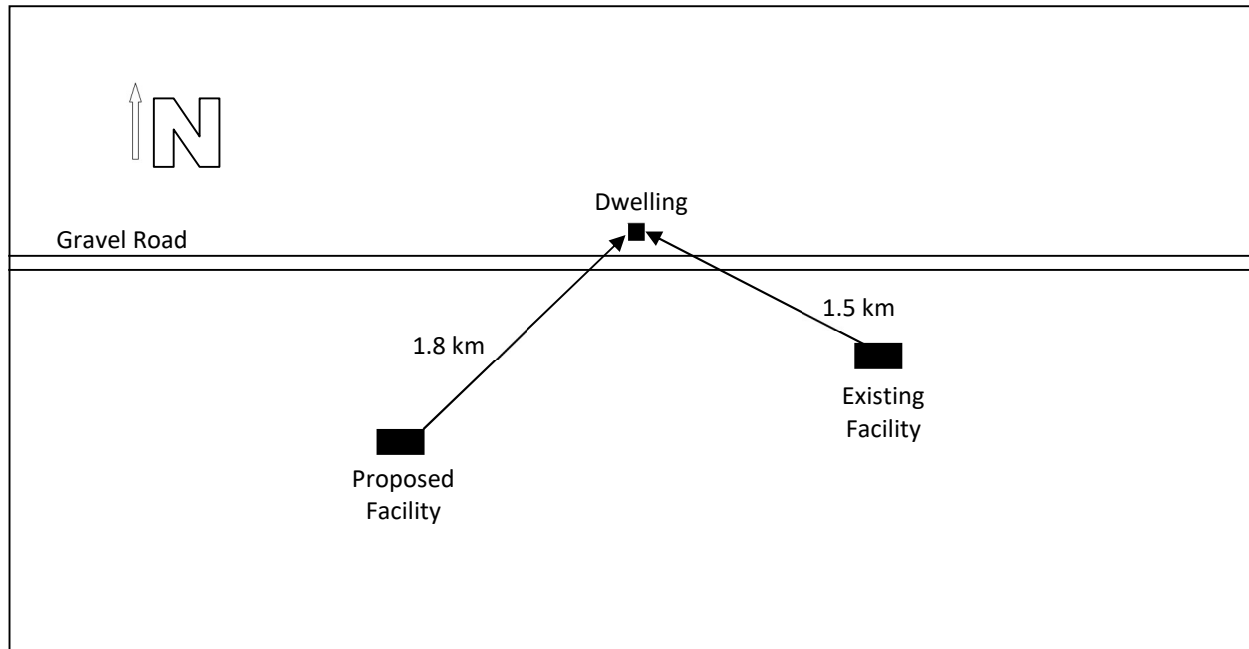 N
Dwelling
Gravel Road
1.5 km
1.8 km
Existing
Facility
Proposed
Facility